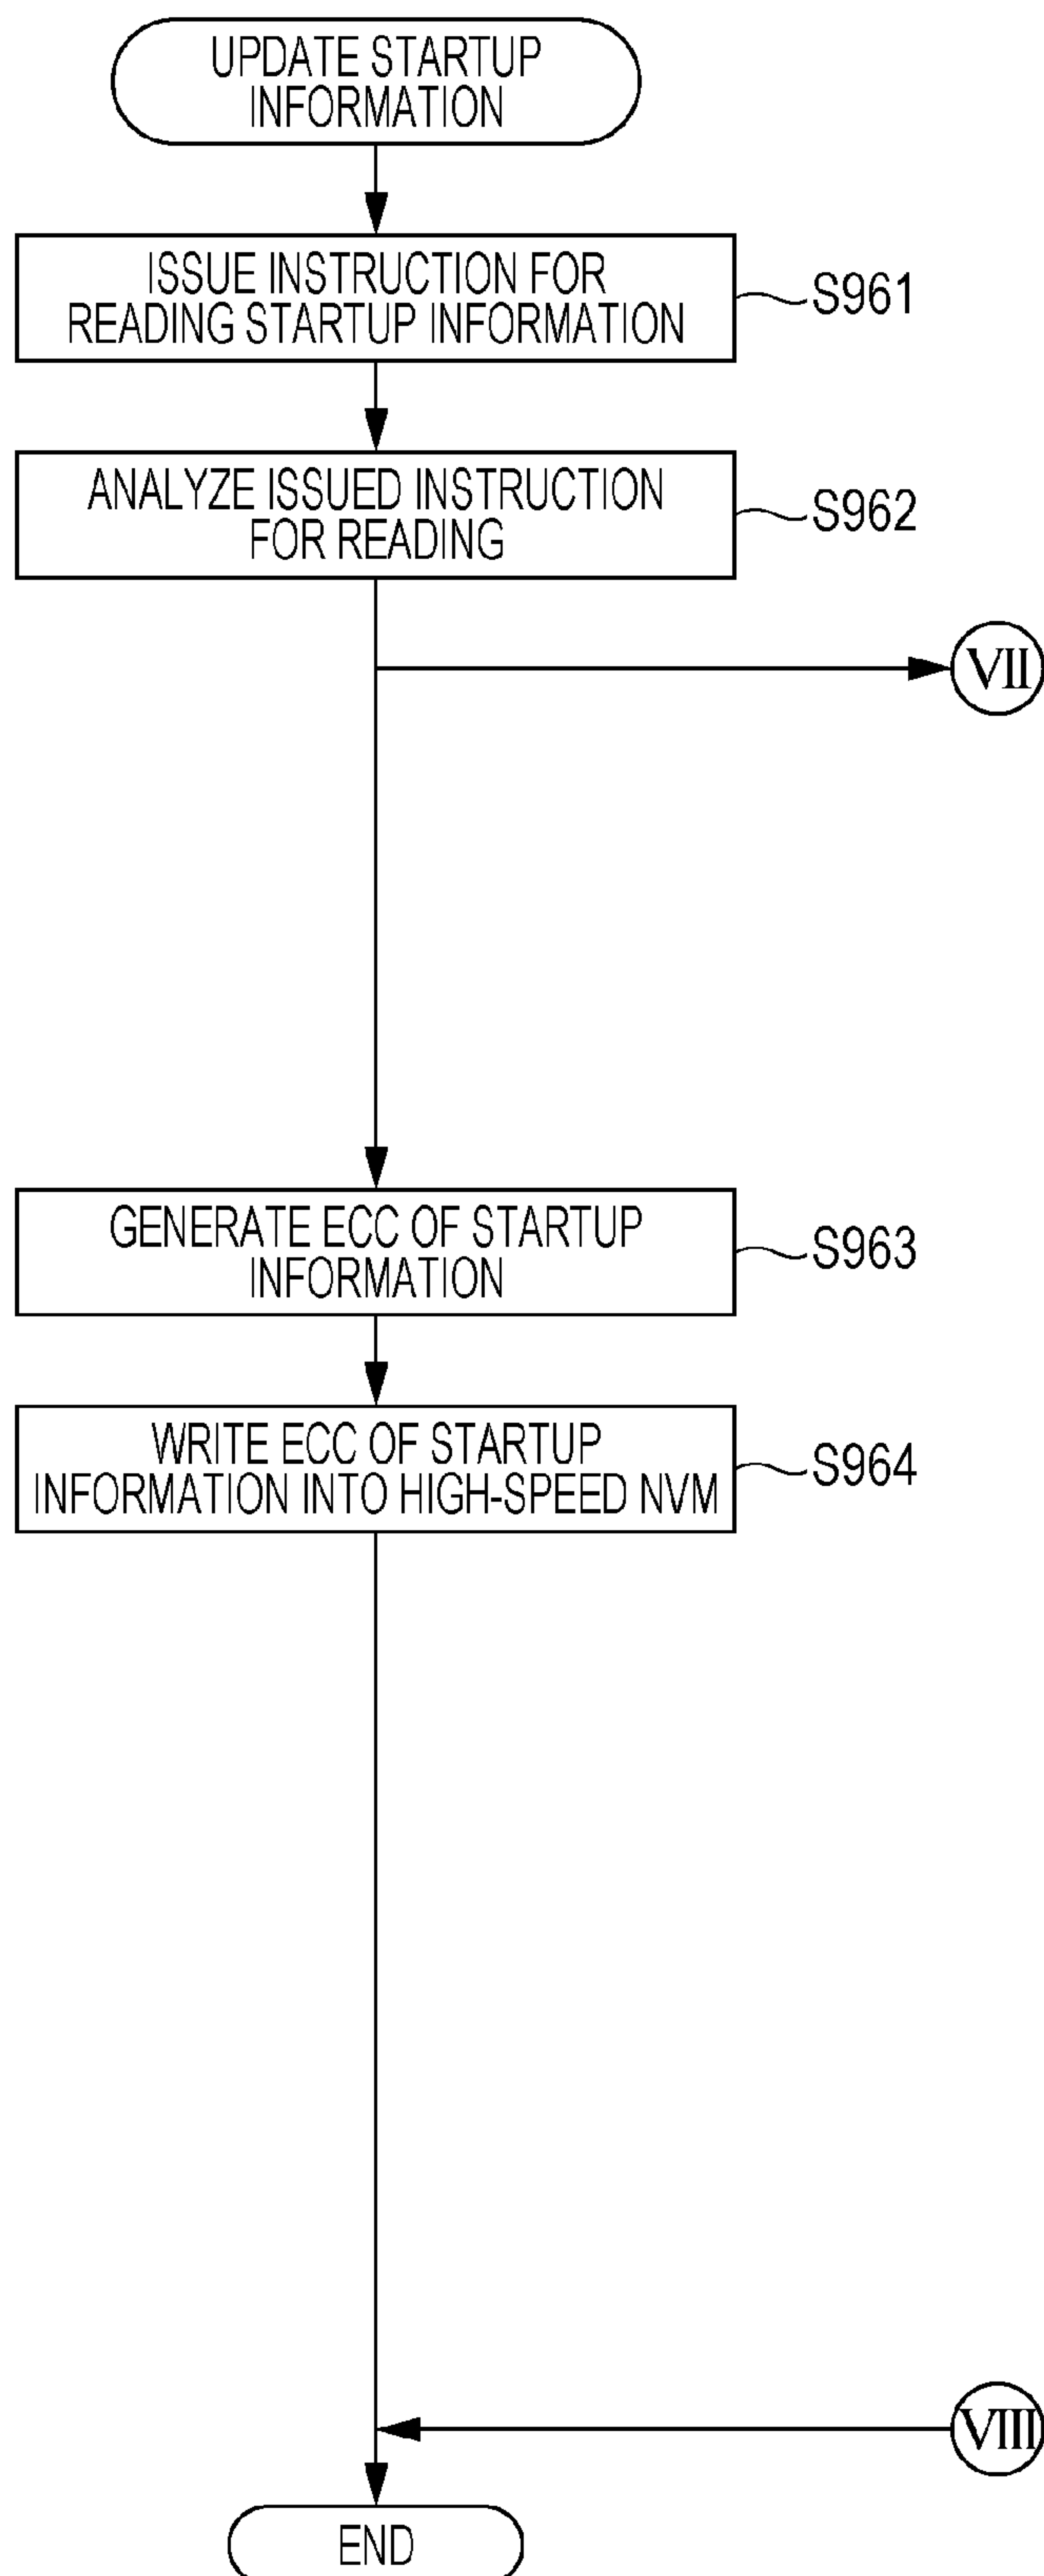 UPDATE STARTUP
INFORMATION
ISSUE INSTRUCTION FOR
READING STARTUP INFORMATION
S961
ANALYZE ISSUED INSTRUCTION
FOR READING
S962
VII
GENERATE ECC OF STARTUP
INFORMATION
S963
WRITE ECC OF STARTUP
INFORMATION INTO HIGH-SPEED NVM
S964
VIII
END